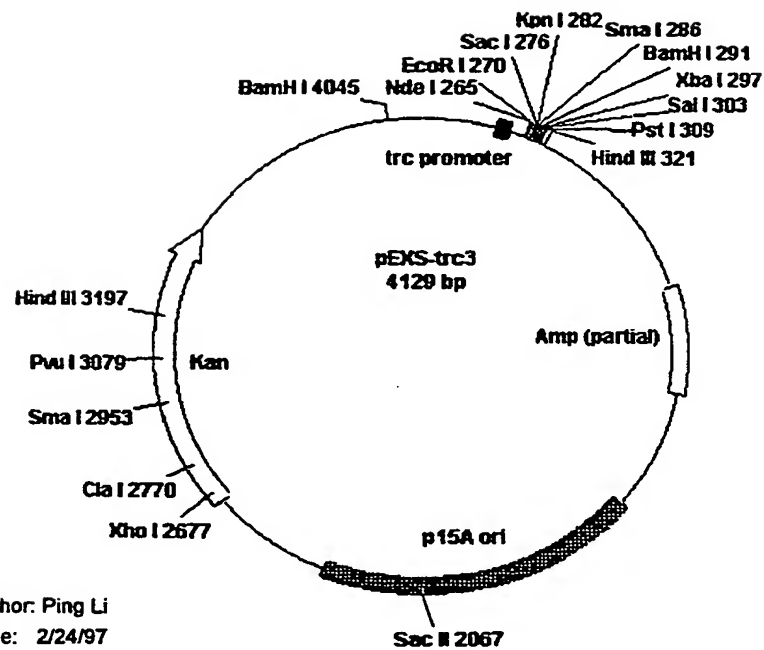 Kpn I 282
Sma I 286
Sac I 276
BamH I 291
EcoR I 270
Xba I 297
BamH I 4045
Nde I 265
Sal I 303
Pst I 309
trc promoter
Hind III 321
pEXS-trc3
4129 bp
Hind III 3197
Amp (partial)
Pvu I 3079
Kan
Sma I 2953
Cla I 2770
Xho I 2677
p15A ori
hor: Ping Li
e: 2/24/97
Sac II 2067